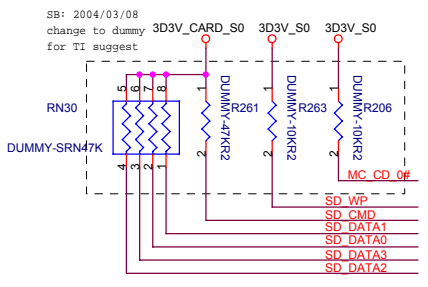 SB: 2004/03/08
change to dummy
for TI suggest
3D3V_CARD_S0
3D3V_S0
3D3V_S0
RN30
DUMMY-SRN47K
5
6
7
8
4
3
2
1
1
DUMMY-47KR2
R261
2
1
DUMMY-10KR2
R263
2
1
DUMMY-10KR2
R206
2
MC_CD_0#
SD_WP
SD_CMD
SD_DATA1
SD_DATA0
SD_DATA3
SD_DATA2